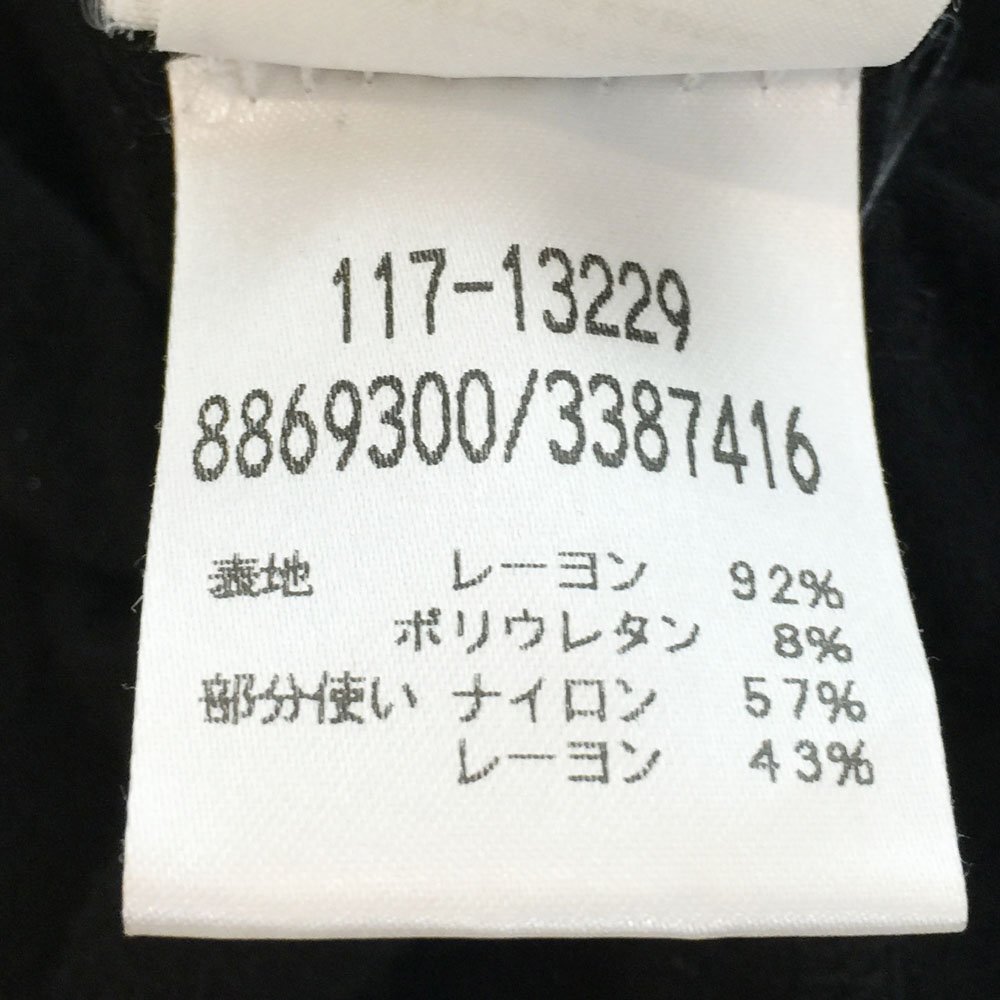 117-13229
8869300/3387416
表地 レーヨン 92%
ポリウレタン 8%
部分使い ナイロン 57%
レーヨン 43%